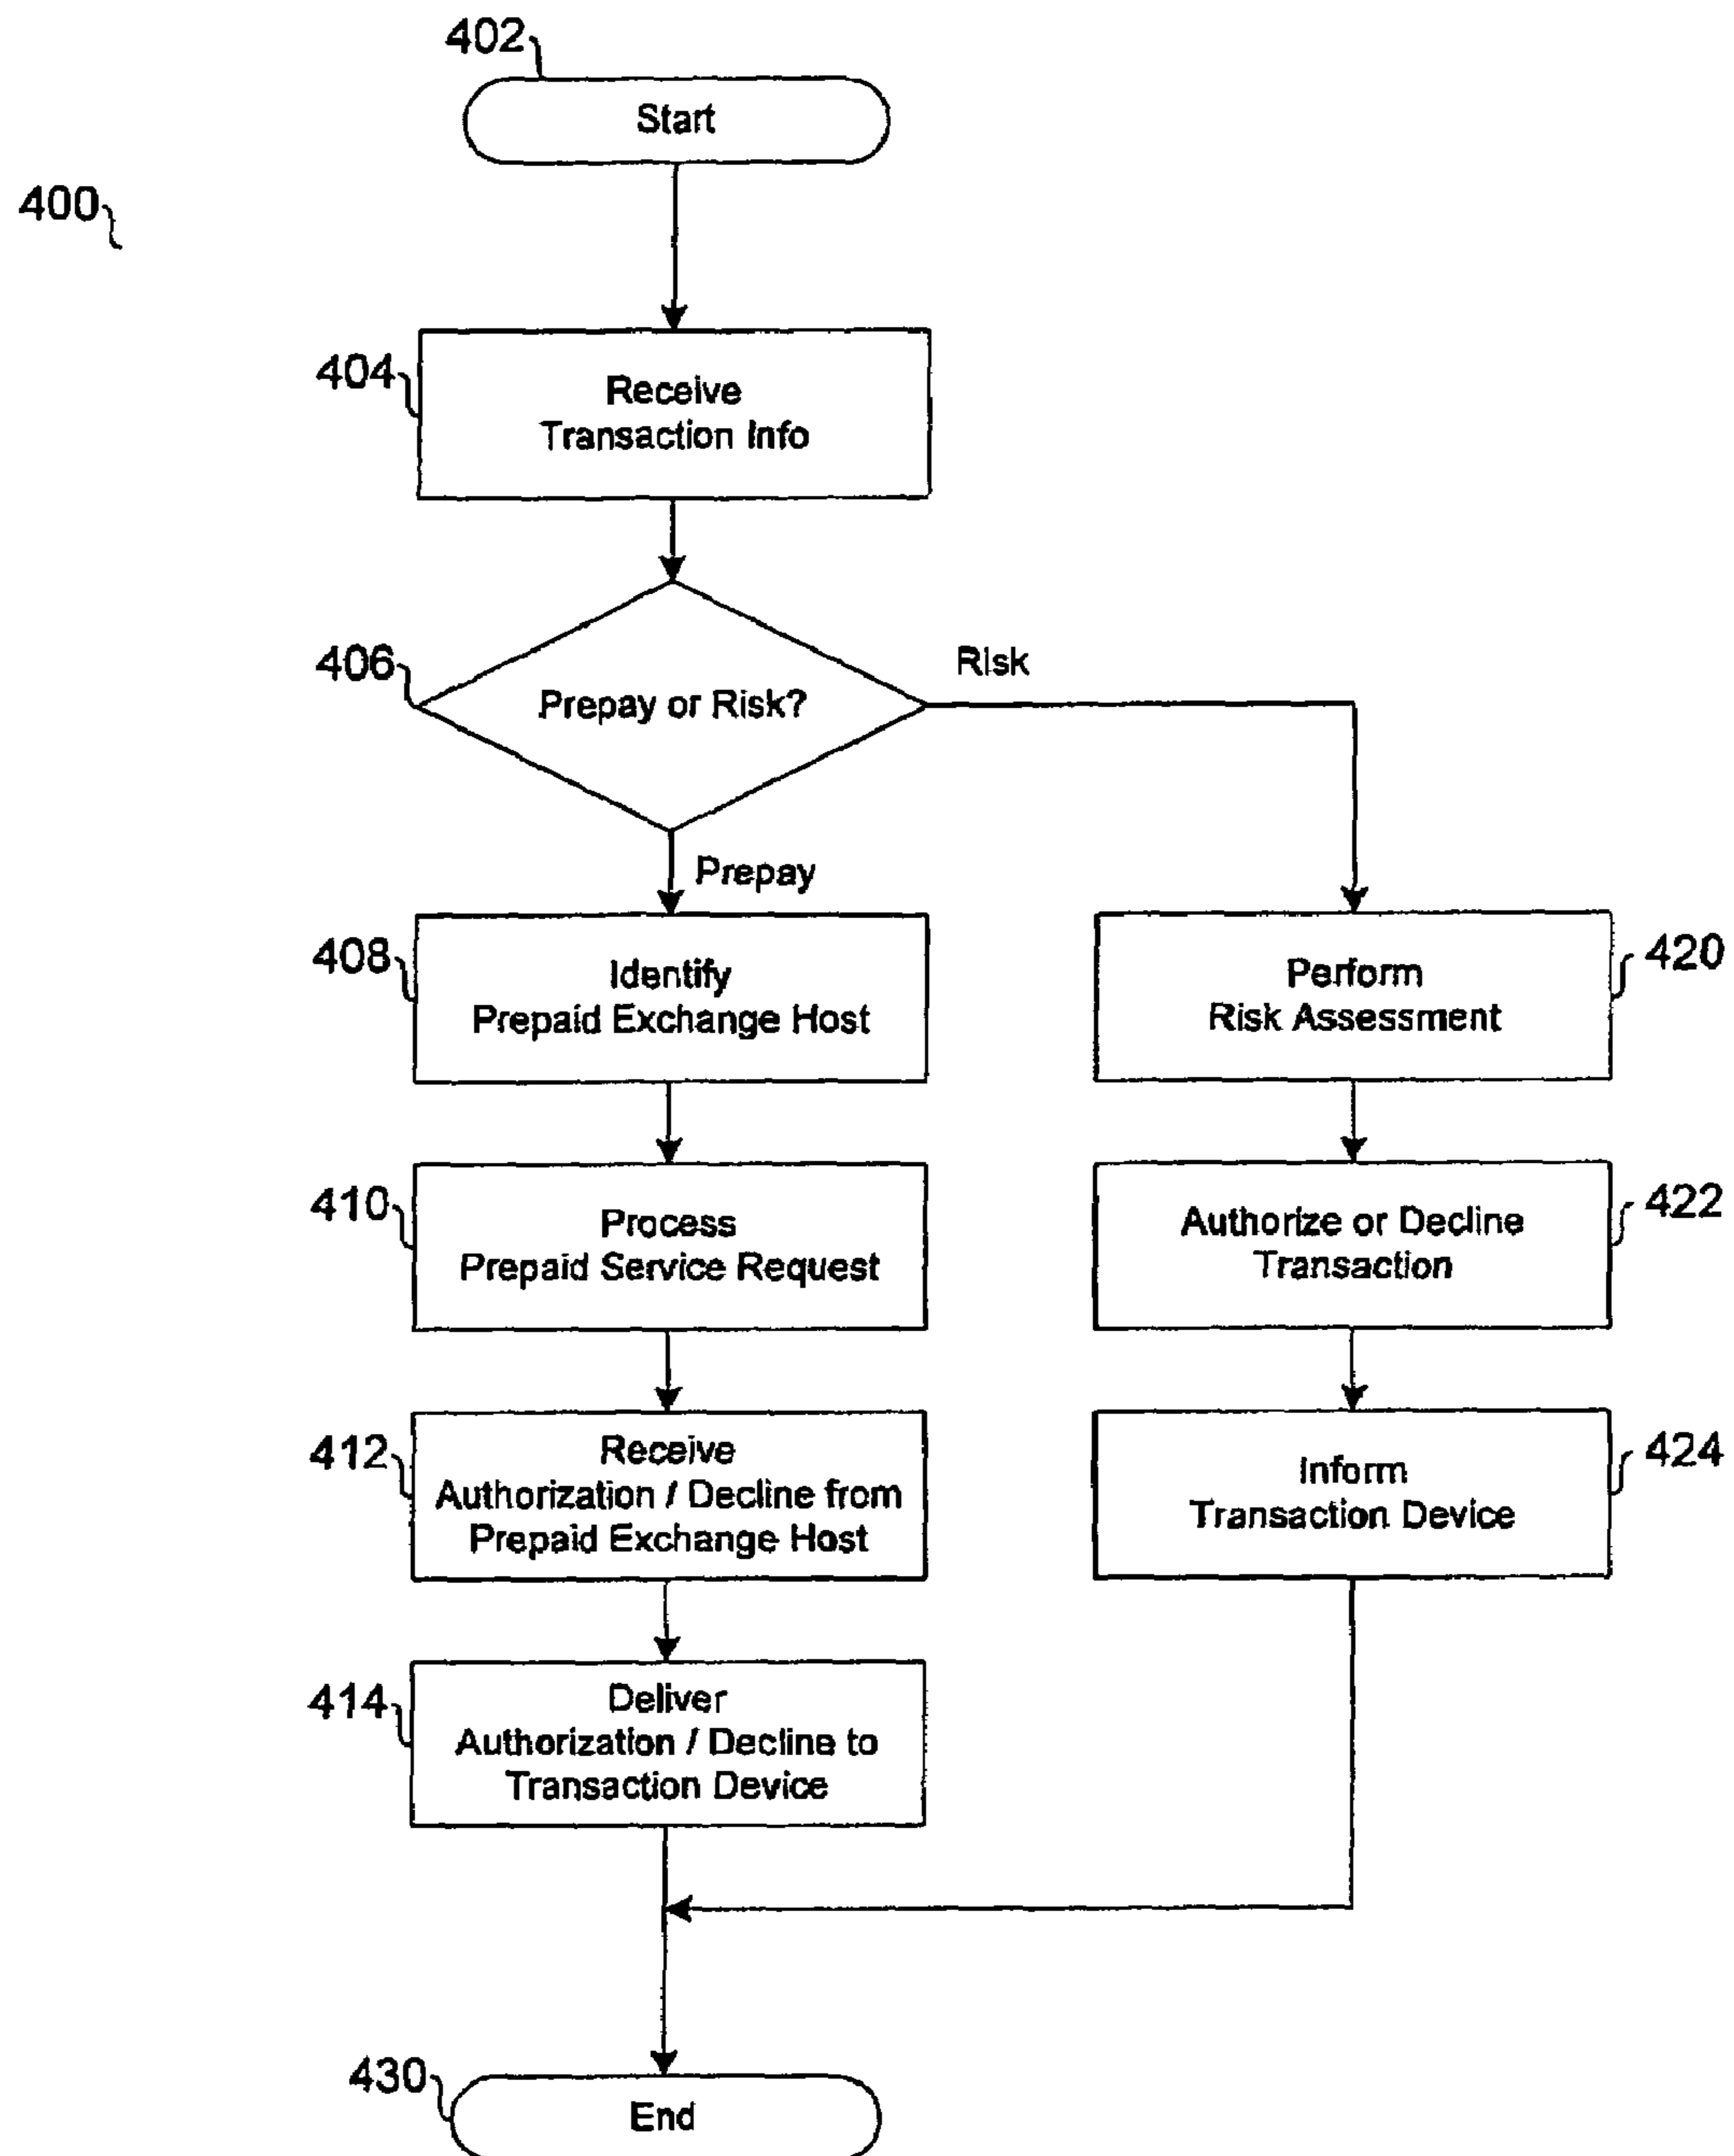 402
Start
400
404
Receive
Transaction Info
406
Prepay or Risk?
Risk
Prepay
408
Identify
Prepaid Exchange Host
420
Perform
Risk Assessment
410
Process
Prepaid Service Request
422
Authorize or Decline
Transaction
412
Receive
Authorization / Decline from
Prepaid Exchange Host
424
Inform
Transaction Device
414
Deliver
Authorization / Decline to
Transaction Device
430
End